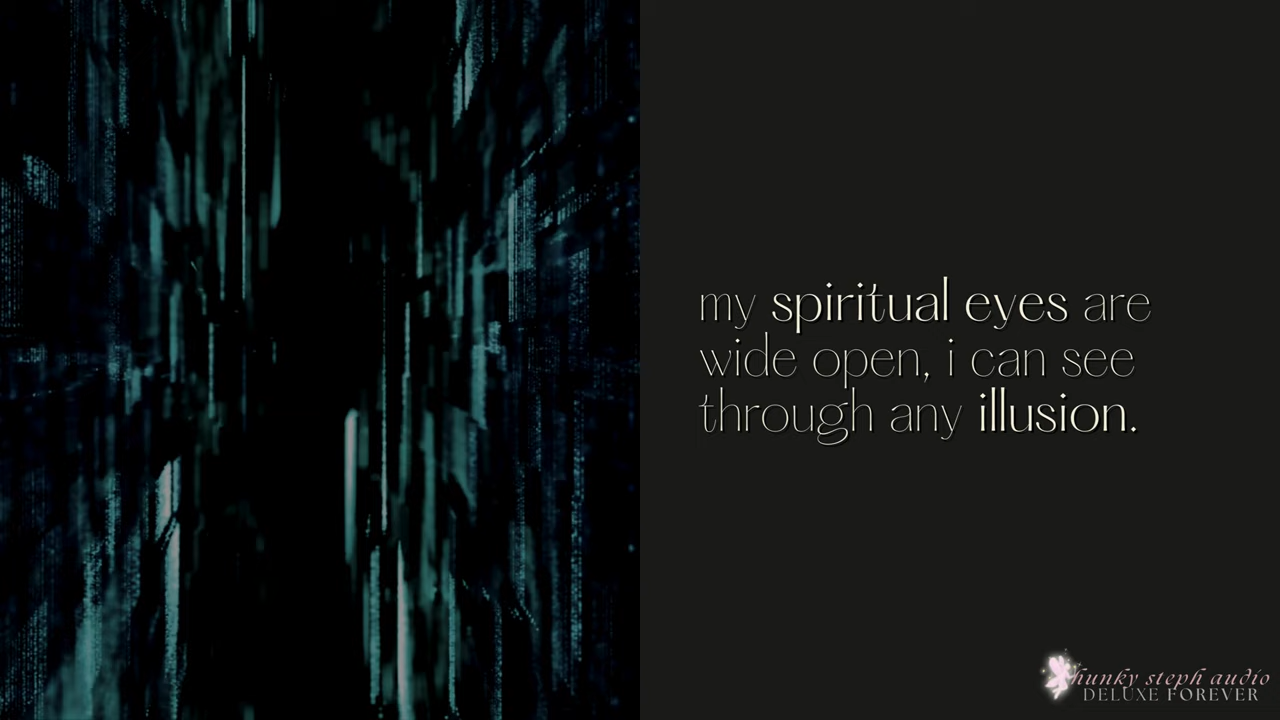 my spiritual eyes are
wide open, i can see
through any illusion.
hunky steph audio
DELUXE FOREVER